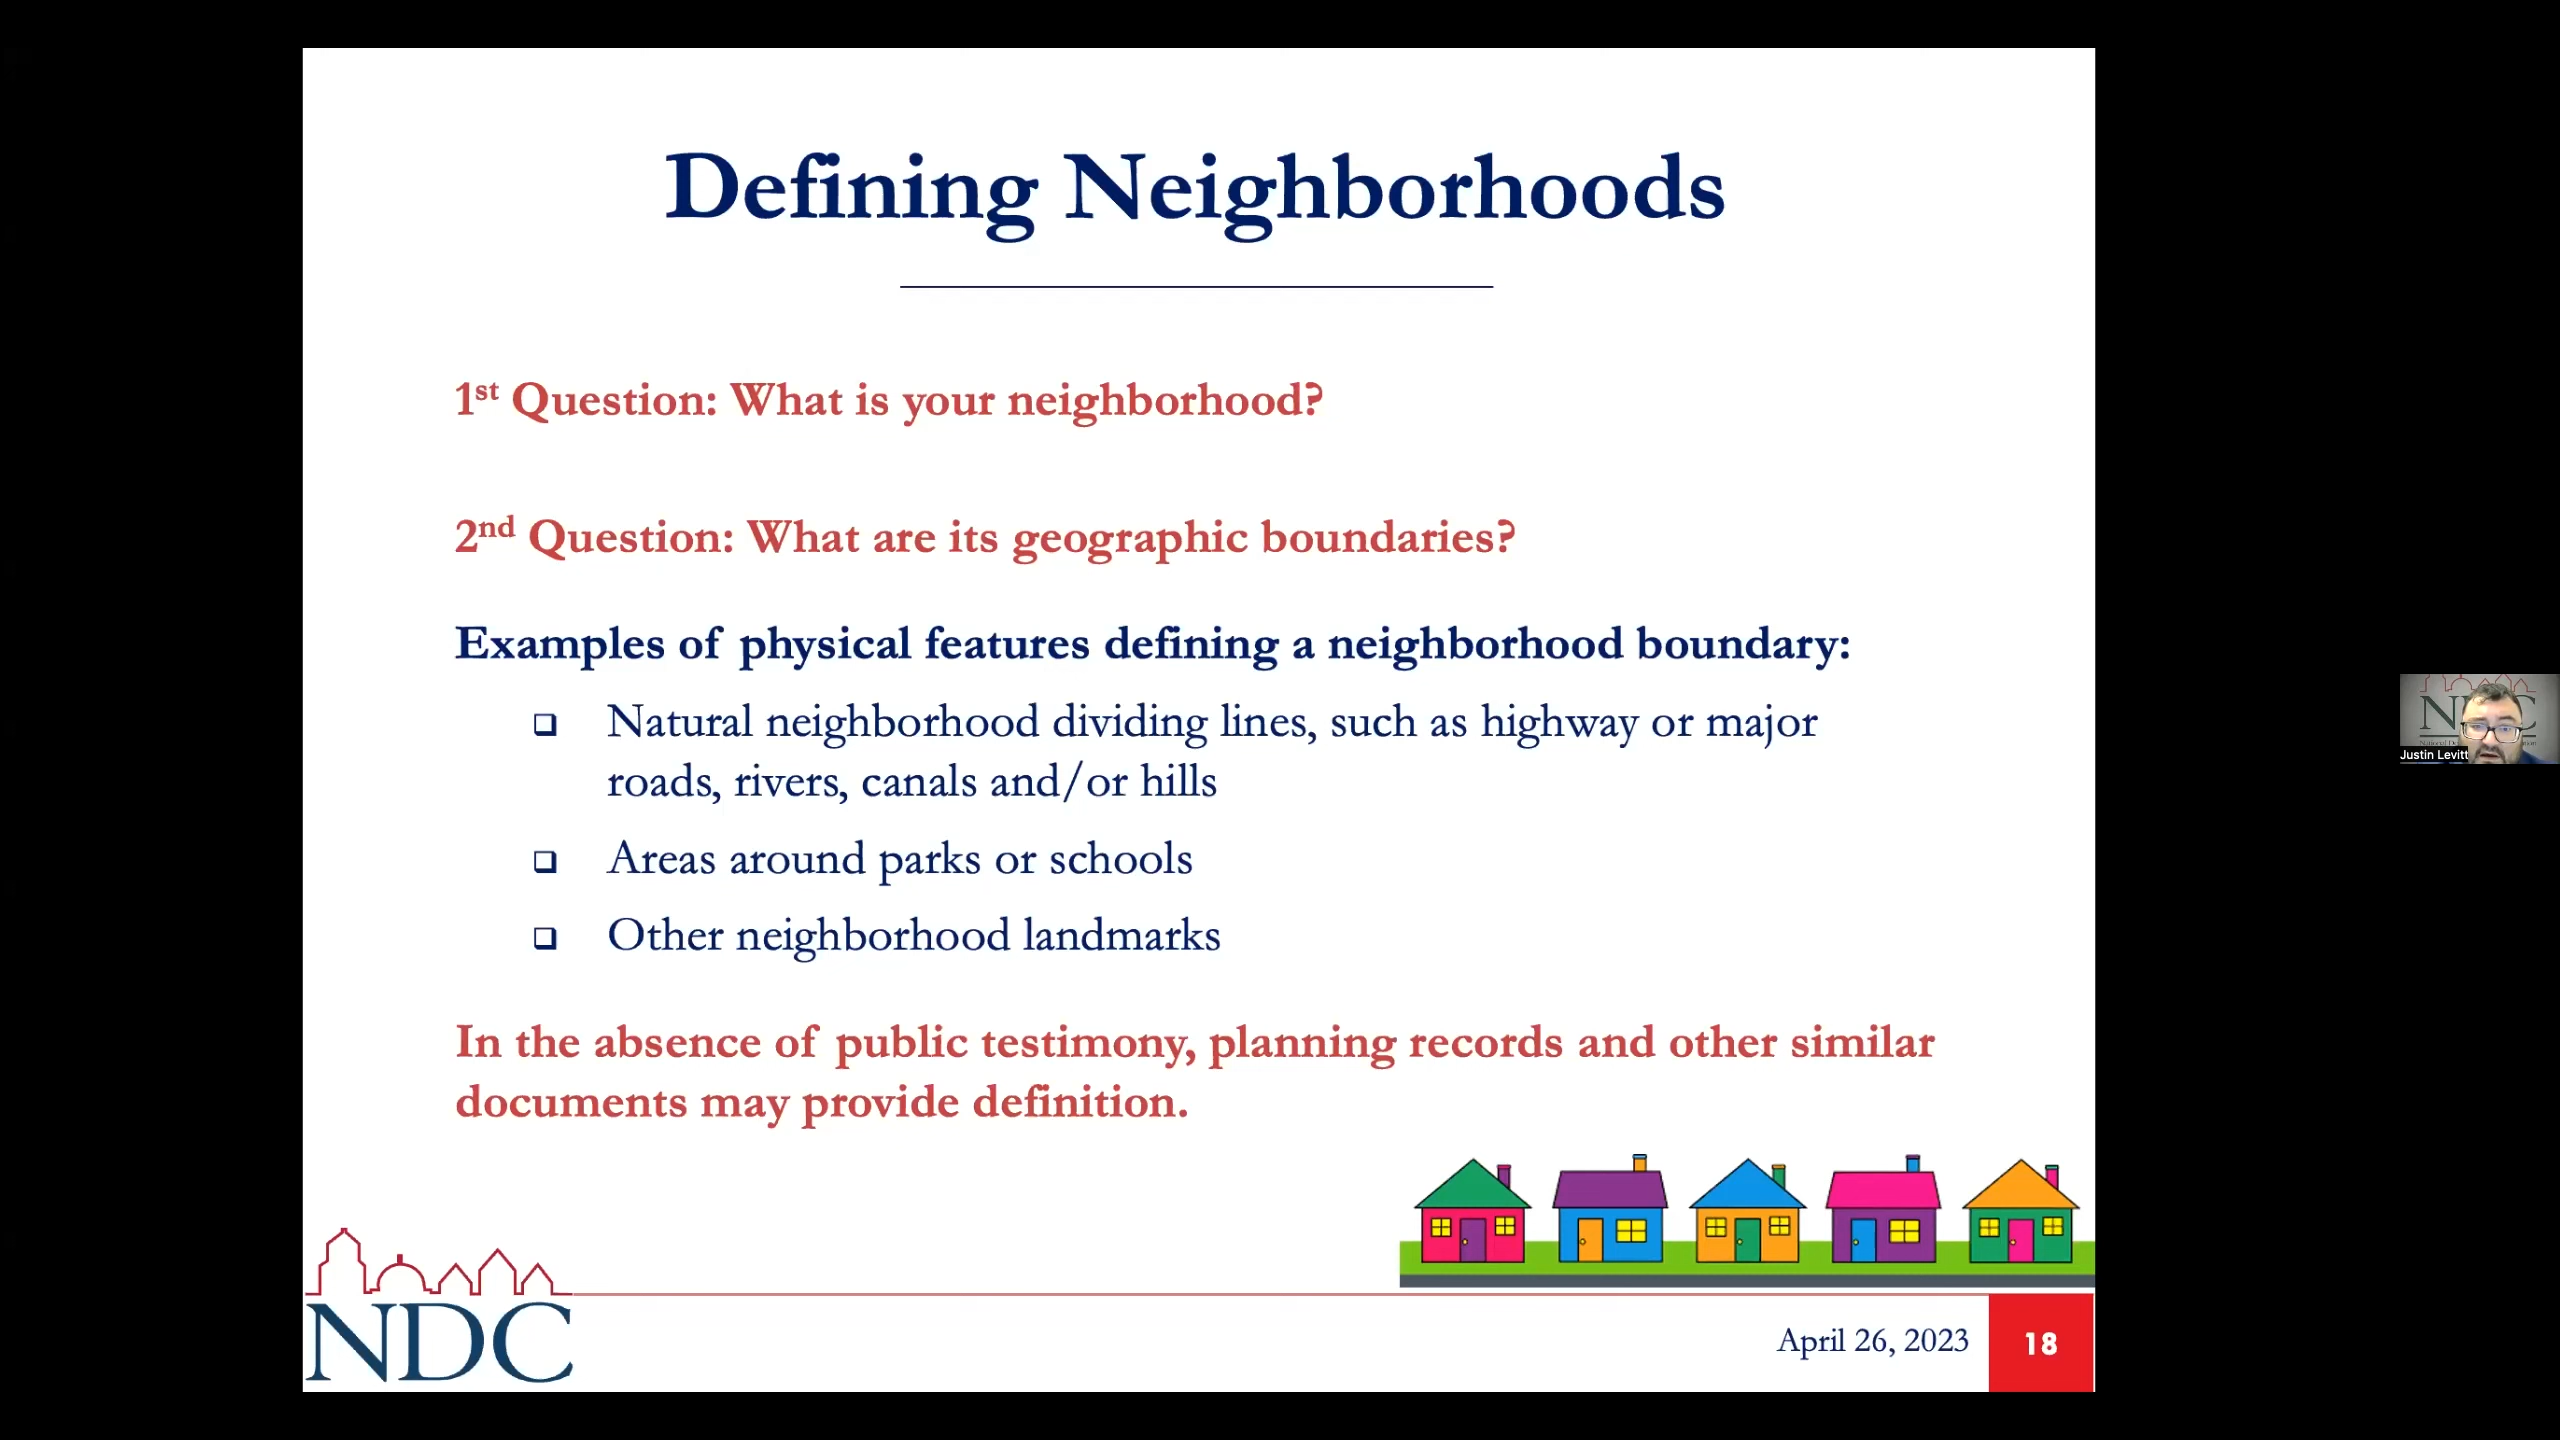 Defining Neighborhoods
1st Question: What is your neighborhood?
2nd Question: What are its geographic boundaries?
Examples of physical features defining a neighborhood boundary:
❑ Natural neighborhood dividing lines, such as highway or major
roads, rivers, canals and/or hills
❑ Areas around parks or schools
❑ Other neighborhood landmarks
In the absence of public testimony, planning records and other similar
documents may provide definition.
NDC
April 26, 2023
18
Justin Levitt